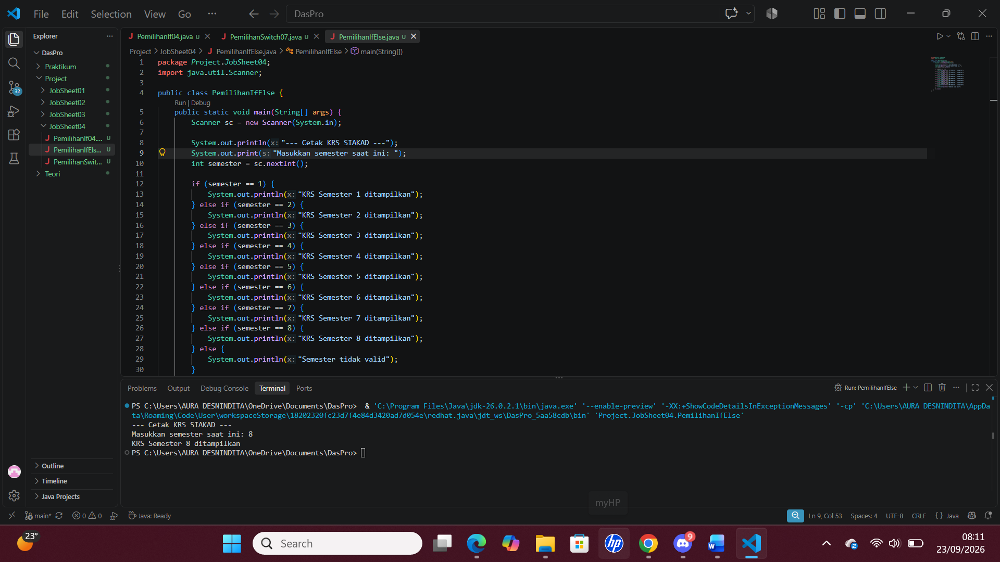 File Edit Selection View Go ··· DasPro
Explorer ···
DasPro
Praktikum
Project
JobSheet01
JobSheet02
JobSheet03
JobSheet04
PemilihanIf04.... U
PemilihanIfEls... U
PemilihanSwit... U
Teori
Outline
Timeline
Java Projects
32
PemilihanIf04.java U PemilihanSwitch07.java U PemilihanIfElse.java U
Project > JobSheet04 > PemilihanIfElse.java > PemilihanIfElse > main(String[])
1 package Project.JobSheet04;
2 import java.util.Scanner;
3
4 public class PemilihanIfElse {
Run | Debug
5 public static void main(String[] args) {
6 Scanner sc = new Scanner(System.in);
7
8 System.out.println(x: "--- Cetak KRS SIAKAD ---");
9 System.out.print(s: "Masukkan semester saat ini: ");
10 int semester = sc.nextInt();
11
12 if (semester == 1) {
13 System.out.println(x: "KRS Semester 1 ditampilkan");
14 } else if (semester == 2) {
15 System.out.println(x: "KRS Semester 2 ditampilkan");
16 } else if (semester == 3) {
17 System.out.println(x: "KRS Semester 3 ditampilkan");
18 } else if (semester == 4) {
19 System.out.println(x: "KRS Semester 4 ditampilkan");
20 } else if (semester == 5) {
21 System.out.println(x: "KRS Semester 5 ditampilkan");
22 } else if (semester == 6) {
23 System.out.println(x: "KRS Semester 6 ditampilkan");
24 } else if (semester == 7) {
25 System.out.println(x: "KRS Semester 7 ditampilkan");
26 } else if (semester == 8) {
27 System.out.println(x: "KRS Semester 8 ditampilkan");
28 } else {
29 System.out.println(x: "Semester tidak valid");
30 }
Problems Output Debug Console Terminal Ports Run: PemilihanIfElse
PS C:\Users\AURA DESNINDITA\OneDrive\Documents\DasPro> & 'C:\Program Files\Java\jdk-26.0.2.1\bin\java.exe' '--enable-preview' '-XX:+ShowCodeDetailsInExceptionMessages' '-cp' 'C:\Users\AURA DESNINDITA\AppDa
ta\Roaming\Code\User\workspaceStorage\18202320fc23d7f4e84d3420ad7d054e\redhat.java\jdt_ws\DasPro_5aa58cdb\bin' 'Project.JobSheet04.PemilihanIfElse'
--- Cetak KRS SIAKAD ---
Masukkan semester saat ini: 8
KRS Semester 8 ditampilkan
PS C:\Users\AURA DESNINDITA\OneDrive\Documents\DasPro>
myHP
main* 0 0 Java: Ready Ln 9, Col 53 Spaces: 4 UTF-8 CRLF {} Java
23° Search hp 9 W 08:11
23/09/2026